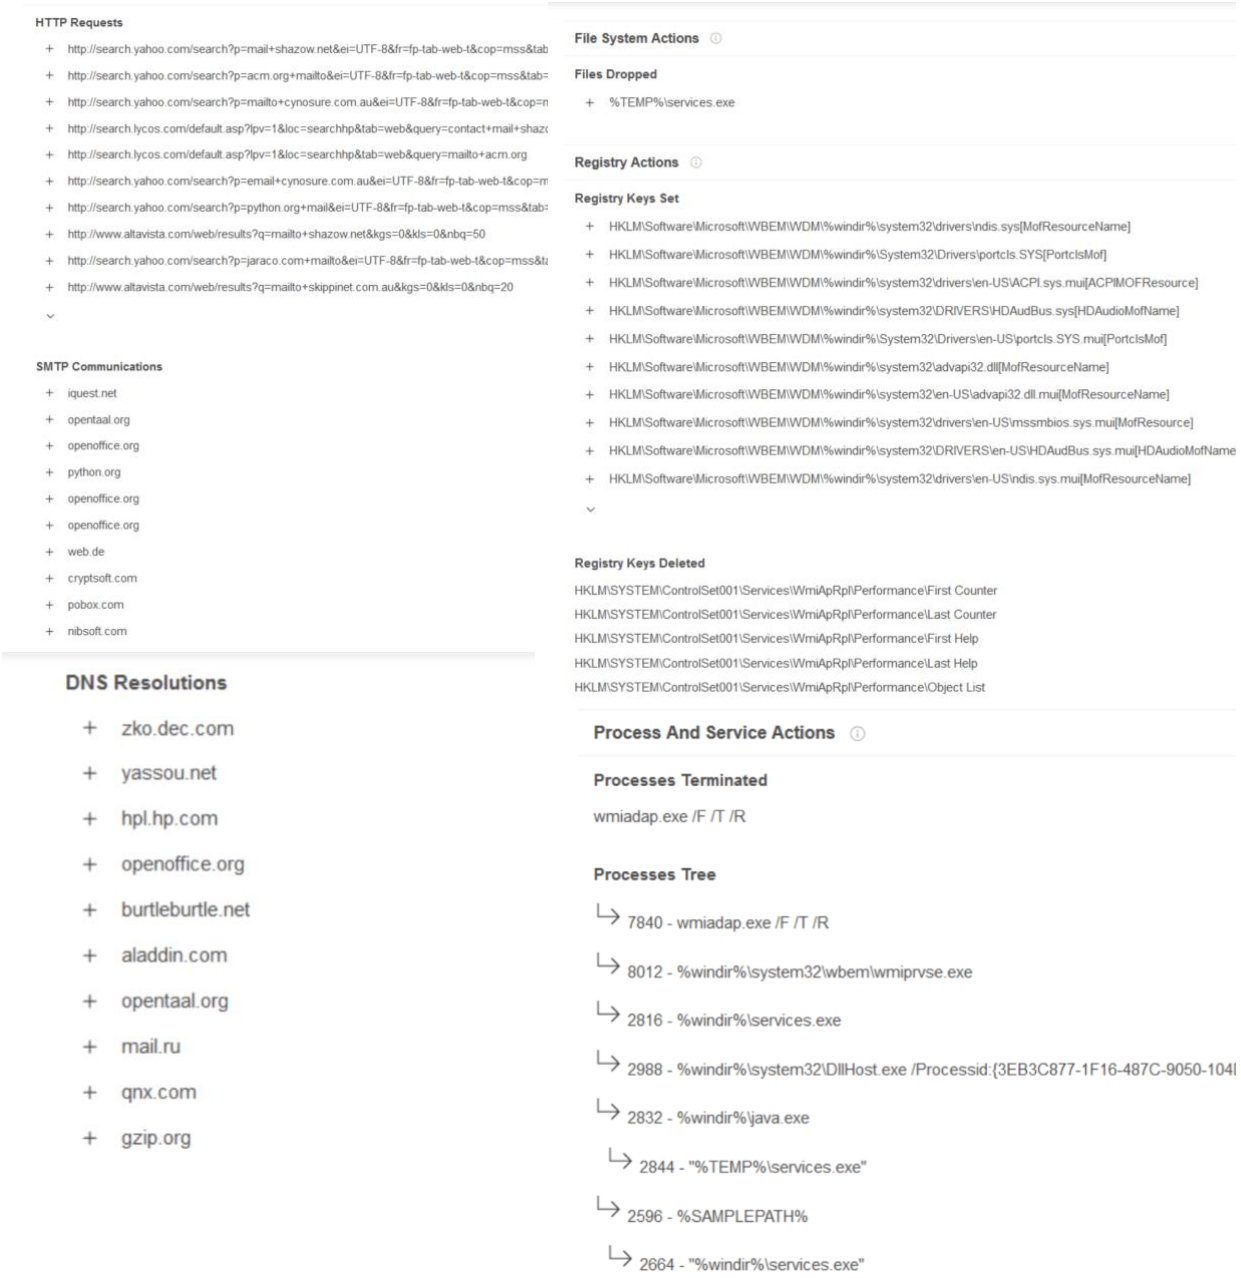 HTTP Requests
+ http://search.yahoo.com/search?p=mail+shazow.net&ei=UTF-8&fr=fp-tab-web-t&cop=mss&tab
+ http://search.yahoo.com/search?p=acm.org+mailto&ei=UTF-8&fr=fp-tab-web-t&cop=mss&tab=
+ http://search.yahoo.com/search?p=mailto+cynosure.com.au&ei=UTF-8&fr=fp-tab-web-t&cop=n
+ http://search.lycos.com/default.asp?lpv=1&loc=searchhp&tab=web&query=contact+mail+shazo
+ http://search.lycos.com/default.asp?lpv=1&loc=searchhp&tab=web&query=mailto+acm.org
+ http://search.yahoo.com/search?p=email+cynosure.com.au&ei=UTF-8&fr=fp-tab-web-t&cop=m
+ http://search.yahoo.com/search?p=python.org+mail&ei=UTF-8&fr=fp-tab-web-t&cop=mss&tab=
+ http://www.altavista.com/web/results?q=mailto+shazow.net&kgs=0&kls=0&nbq=50
+ http://search.yahoo.com/search?p=jaraco.com+mailto&ei=UTF-8&fr=fp-tab-web-t&cop=mss&ta
+ http://www.altavista.com/web/results?q=mailto+skippinet.com.au&kgs=0&kls=0&nbq=20
SMTP Communications
+ iquest.net
+ opentaal.org
+ openoffice.org
+ python.org
+ openoffice.org
+ openoffice.org
+ web.de
+ cryptsoft.com
+ pobox.com
+ nibsoft.com
DNS Resolutions
+ zko.dec.com
+ yassou.net
+ hpl.hp.com
+ openoffice.org
+ burtleburtle.net
+ aladdin.com
+ opentaal.org
+ mail.ru
+ qnx.com
+ gzip.org
File System Actions
Files Dropped
+ %TEMP%\services.exe
Registry Actions
Registry Keys Set
+ HKLM\Software\Microsoft\WBEM\WDM\%windir%\system32\drivers\ndis.sys[MofResourceName]
+ HKLM\Software\Microsoft\WBEM\WDM\%windir%\System32\Drivers\portcls.SYS[PortclsMof]
+ HKLM\Software\Microsoft\WBEM\WDM\%windir%\system32\drivers\en-US\ACPI.sys.mui[ACPIMOFResource]
+ HKLM\Software\Microsoft\WBEM\WDM\%windir%\system32\DRIVERS\HDAudBus.sys[HDAudioMofName]
+ HKLM\Software\Microsoft\WBEM\WDM\%windir%\System32\Drivers\en-US\portcls.SYS.mui[PortclsMof]
+ HKLM\Software\Microsoft\WBEM\WDM\%windir%\system32\advapi32.dll[MofResourceName]
+ HKLM\Software\Microsoft\WBEM\WDM\%windir%\system32\en-US\advapi32.dll.mui[MofResourceName]
+ HKLM\Software\Microsoft\WBEM\WDM\%windir%\system32\drivers\en-US\mssmbios.sys.mui[MofResource]
+ HKLM\Software\Microsoft\WBEM\WDM\%windir%\system32\DRIVERS\en-US\HDAudBus.sys.mui[HDAudioMofName
+ HKLM\Software\Microsoft\WBEM\WDM\%windir%\system32\drivers\en-US\ndis.sys.mui[MofResourceName]
Registry Keys Deleted
HKLM\SYSTEM\ControlSet001\Services\WmiApRpl\Performance\First Counter
HKLM\SYSTEM\ControlSet001\Services\WmiApRpl\Performance\Last Counter
HKLM\SYSTEM\ControlSet001\Services\WmiApRpl\Performance\First Help
HKLM\SYSTEM\ControlSet001\Services\WmiApRpl\Performance\Last Help
HKLM\SYSTEM\ControlSet001\Services\WmiApRpl\Performance\Object List
Process And Service Actions
Processes Terminated
wmiadap.exe /F /T /R
Processes Tree
7840 - wmiadap.exe /F /T /R
8012 - %windir%\system32\wbem\wmiprvse.exe
2816 - %windir%\services.exe
2988 - %windir%\system32\DllHost.exe /Processid:{3EB3C877-1F16-487C-9050-104D
2832 - %windir%\java.exe
2844 - "%TEMP%\services.exe"
2596 - %SAMPLEPATH%
2664 - "%windir%\services.exe"